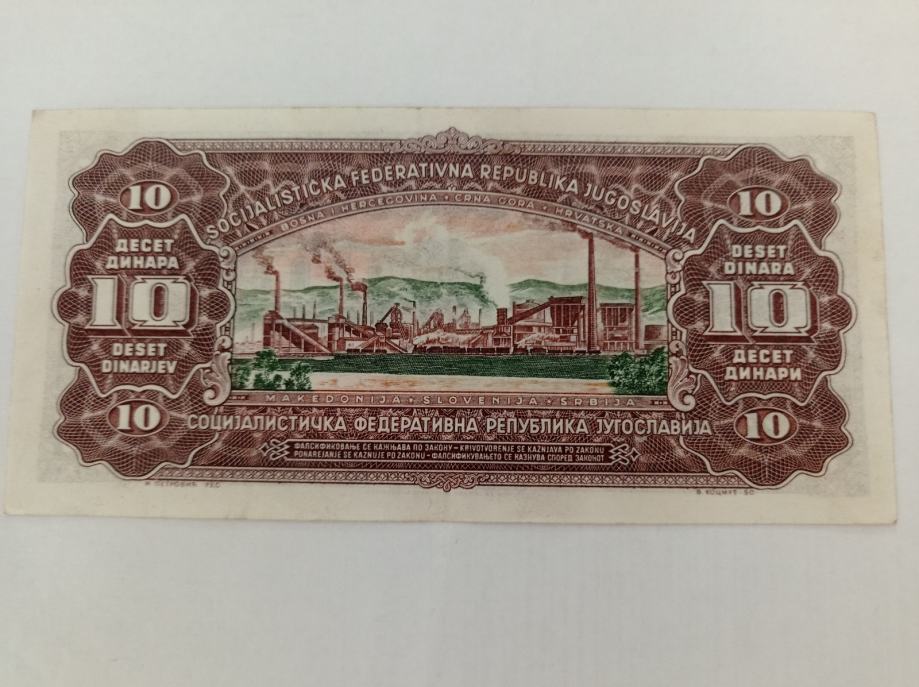 SOCIJALISTIČKA FEDERATIVNA REPUBLIKA JUGOSLAVIJA
BOSNA I HERCEGOVINA • CRNA GORA • HRVATSKA
10
ДЕСЕТ
ДИНАРА
10
DESET
DINARJEV
10
10
DESET
DINARA
10
ДЕСЕТ
ДИНАРИ
10
MAKEDONIJA • SLOVENIJA • SRBIJA
СОЦИЈАЛИСТИЧКА ФЕДЕРАТИВНА РЕПУБЛИКА ЈУГОСЛАВИЈА
ФАЛСИФИКОВАЊЕ СЕ КАЖЊАВА ПО ЗАКОНУ - KRIVOTVORENJE SE KAŽNJAVA PO ZAKONU
PONAREJANJE SE KAZNUJE PO ZAKONU - ФАЛСИФИКУВАЊЕТО СЕ КАЗНУВА СПОРЕД ЗАКОНОТ